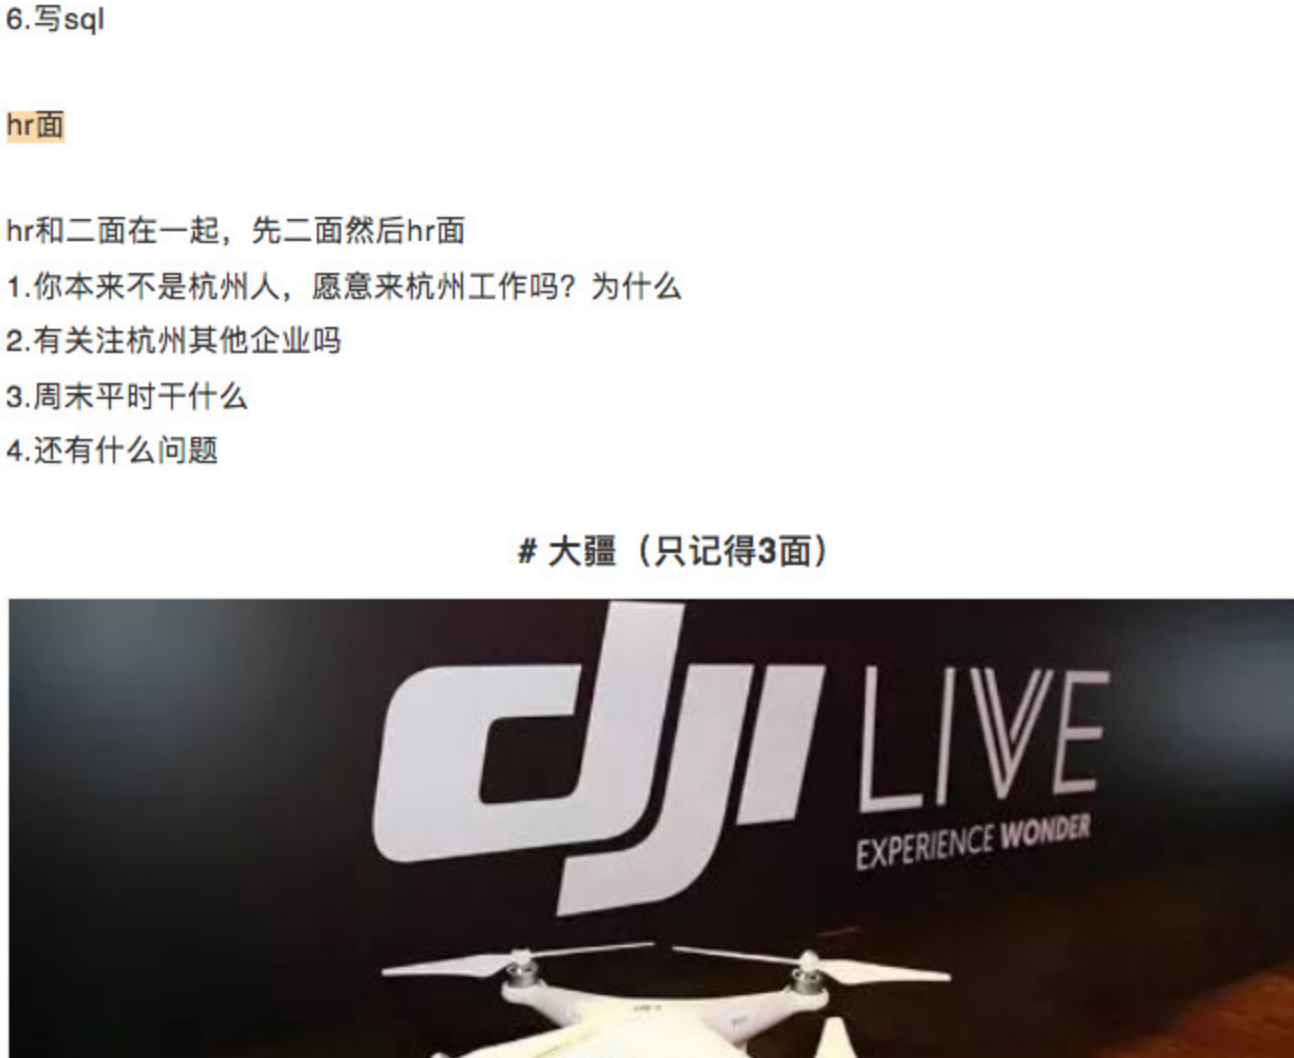 6.写sql
hr面
hr和二面在一起，先二面然后hr面
1.你本来不是杭州人，愿意来杭州工作吗？为什么
2.有关注杭州其他企业吗
3.周末平时干什么
4.还有什么问题
# 大疆（只记得3面）
dji LIVE
EXPERIENCE WONDER